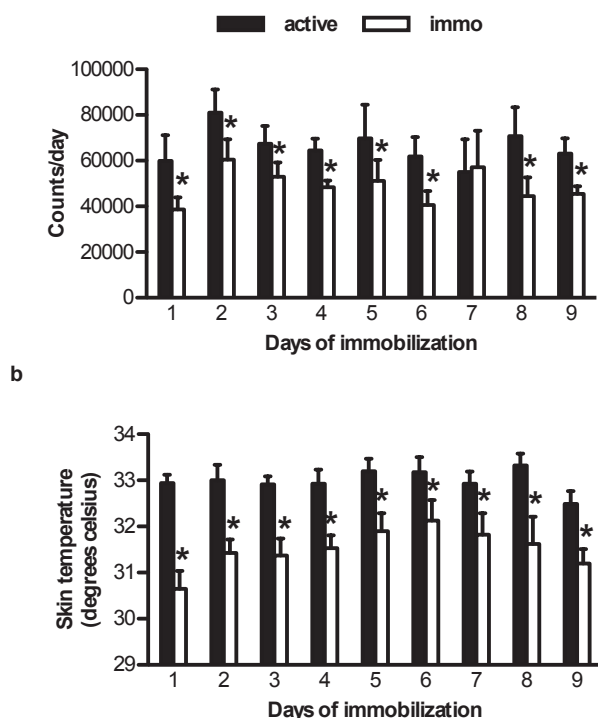 active immo
100000
80000
60000
40000
20000
0
Counts/day
* * * * * * * *
1 2 3 4 5 6 7 8 9
Days of immobilization
b
34
33
32
31
30
29
Skin temperature
(degrees celsius)
* * * * * * * * *
1 2 3 4 5 6 7 8 9
Days of immobilization